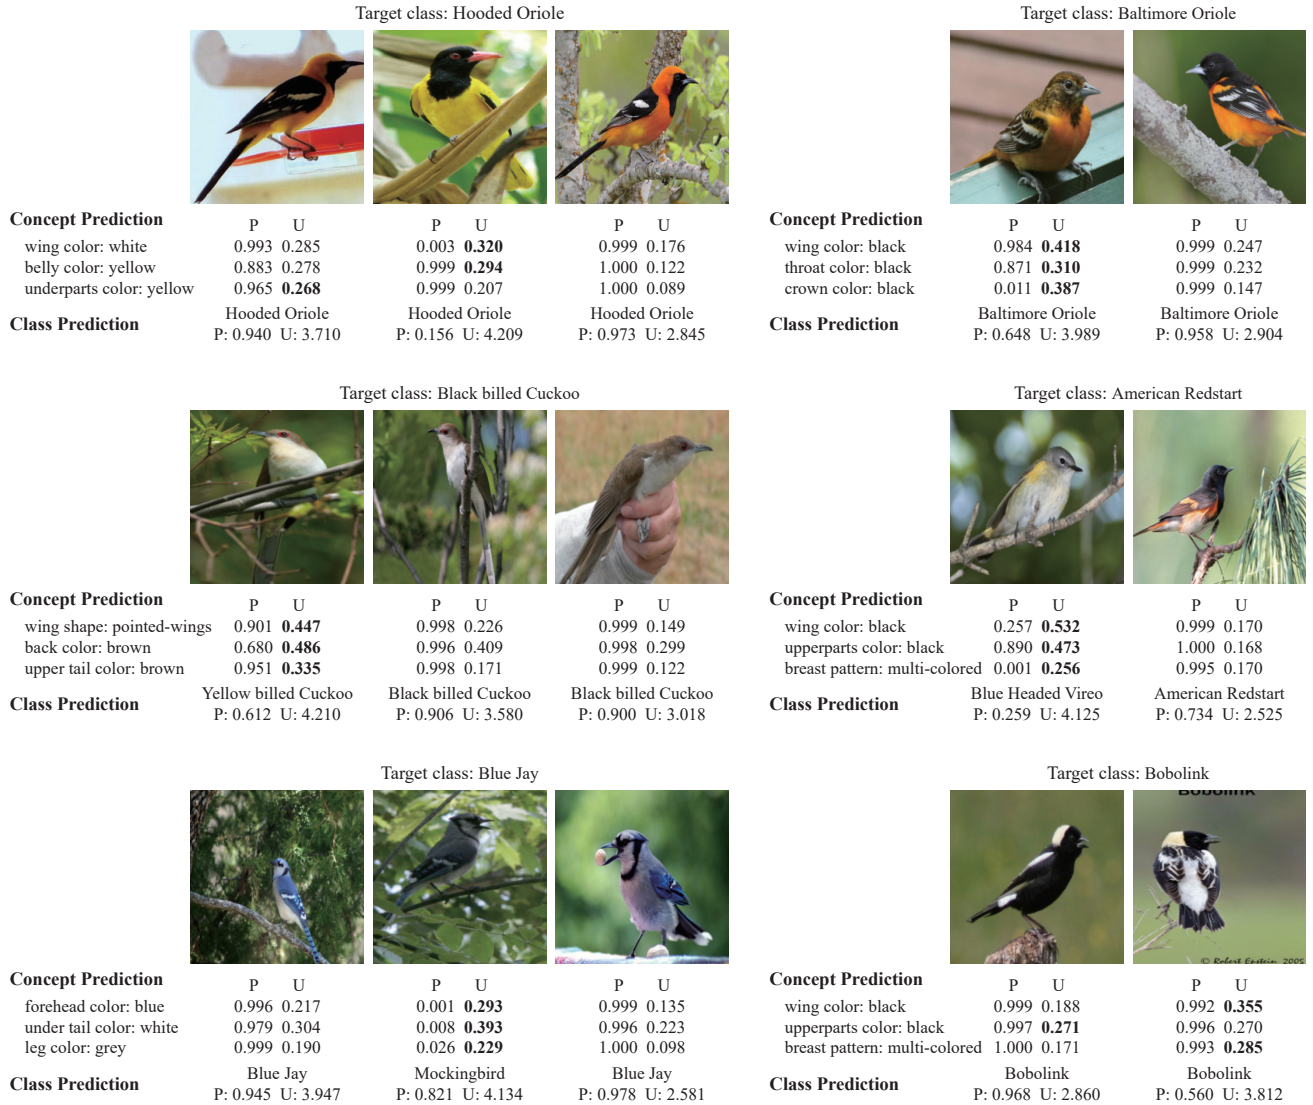 Target class: Hooded Oriole
Concept Prediction
P U P U P U
wing color: white 0.993 0.285 0.003 0.320 0.999 0.176
belly color: yellow 0.883 0.278 0.999 0.294 1.000 0.122
underparts color: yellow 0.965 0.268 0.999 0.207 1.000 0.089
Class Prediction
Hooded Oriole Hooded Oriole Hooded Oriole
P: 0.940 U: 3.710 P: 0.156 U: 4.209 P: 0.973 U: 2.845
Target class: Baltimore Oriole
Concept Prediction
P U P U
wing color: black 0.984 0.418 0.999 0.247
throat color: black 0.871 0.310 0.999 0.232
crown color: black 0.011 0.387 0.999 0.147
Class Prediction
Baltimore Oriole Baltimore Oriole
P: 0.648 U: 3.989 P: 0.958 U: 2.904
Target class: Black billed Cuckoo
Concept Prediction
P U P U P U
wing shape: pointed-wings 0.901 0.447 0.998 0.226 0.999 0.149
back color: brown 0.680 0.486 0.996 0.409 0.998 0.299
upper tail color: brown 0.951 0.335 0.998 0.171 0.999 0.122
Class Prediction
Yellow billed Cuckoo Black billed Cuckoo Black billed Cuckoo
P: 0.612 U: 4.210 P: 0.906 U: 3.580 P: 0.900 U: 3.018
Target class: American Redstart
Concept Prediction
P U P U
wing color: black 0.257 0.532 0.999 0.170
upperparts color: black 0.890 0.473 1.000 0.168
breast pattern: multi-colored 0.001 0.256 0.995 0.170
Class Prediction
Blue Headed Vireo American Redstart
P: 0.259 U: 4.125 P: 0.734 U: 2.525
Target class: Blue Jay
Concept Prediction
P U P U P U
forehead color: blue 0.996 0.217 0.001 0.293 0.999 0.135
under tail color: white 0.979 0.304 0.008 0.393 0.996 0.223
leg color: grey 0.999 0.190 0.026 0.229 1.000 0.098
Class Prediction
Blue Jay Mockingbird Blue Jay
P: 0.945 U: 3.947 P: 0.821 U: 4.134 P: 0.978 U: 2.581
Target class: Bobolink
Bobolink
© Robert Epstein 2005
Concept Prediction
P U P U
wing color: black 0.999 0.188 0.992 0.355
upperparts color: black 0.997 0.271 0.996 0.270
breast pattern: multi-colored 1.000 0.171 0.993 0.285
Class Prediction
Bobolink Bobolink
P: 0.968 U: 2.860 P: 0.560 U: 3.812